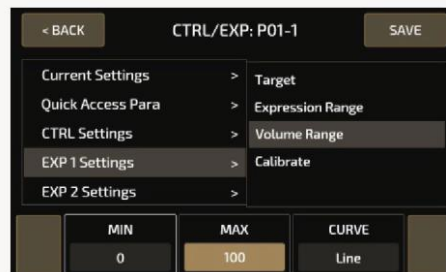 < BACK CTRL/EXP: P01-1 SAVE
Current Settings > Target
Quick Access Para > Expression Range
CTRL Settings > Volume Range
EXP 1 Settings > Calibrate
EXP 2 Settings >
MIN MAX CURVE
0 100 Line